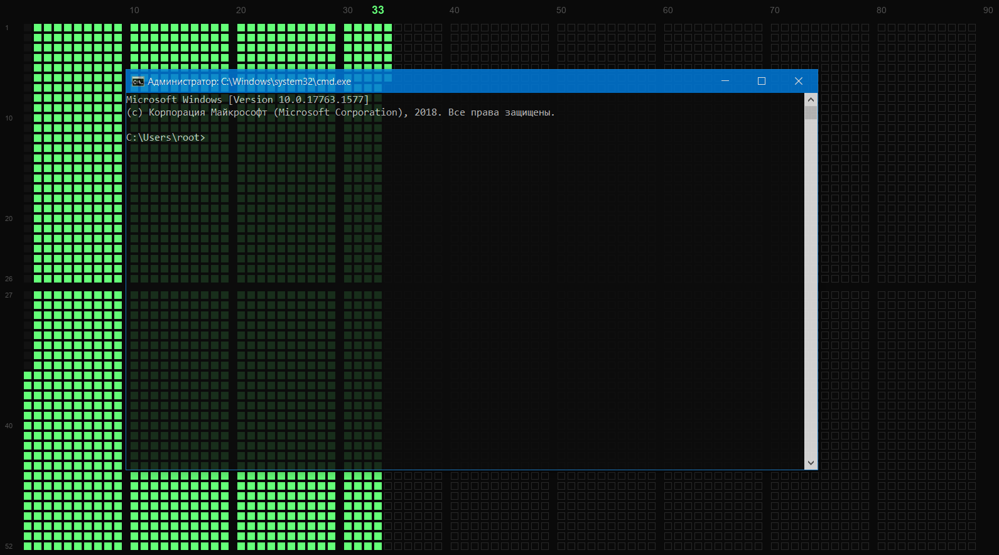 10 20 30 33 40 50 60 70 80 90
1
Администратор: C:\Windows\system32\cmd.exe
Microsoft Windows [Version 10.0.17763.1577]
(c) Корпорация Майкрософт (Microsoft Corporation), 2018. Все права защищены.
10
C:\Users\root>
20
26
27
40
52